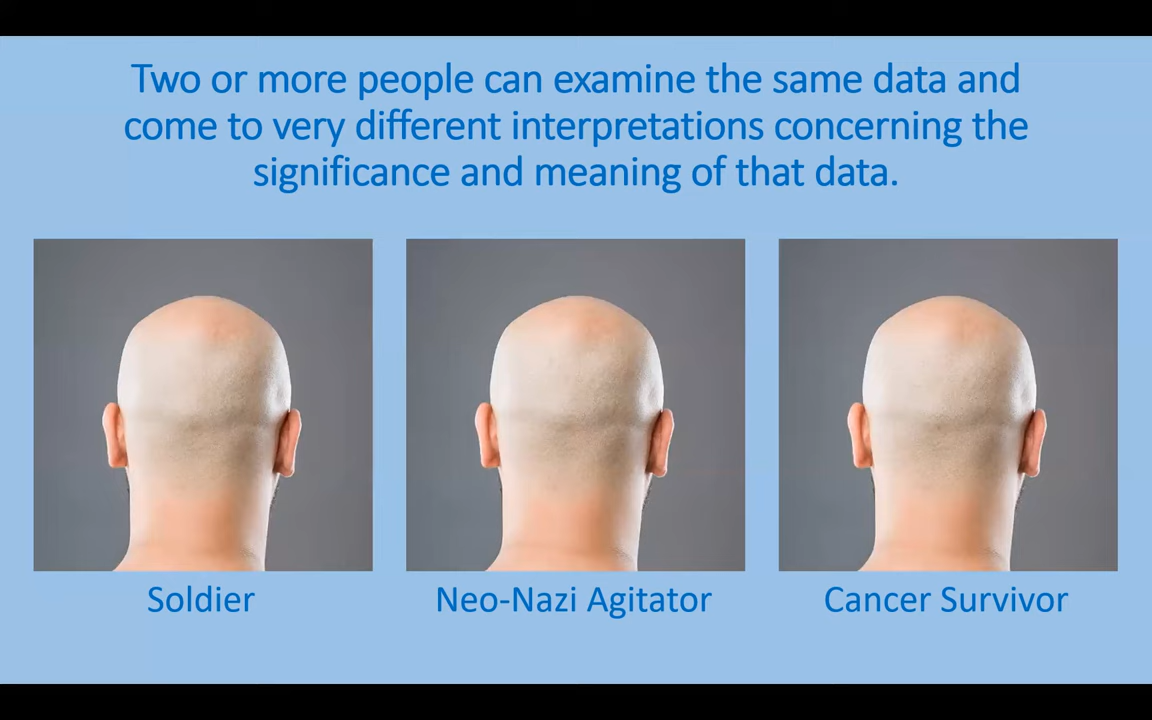 Two or more people can examine the same data and
come to very different interpretations concerning the
significance and meaning of that data.
Soldier
Neo-Nazi Agitator
Cancer Survivor